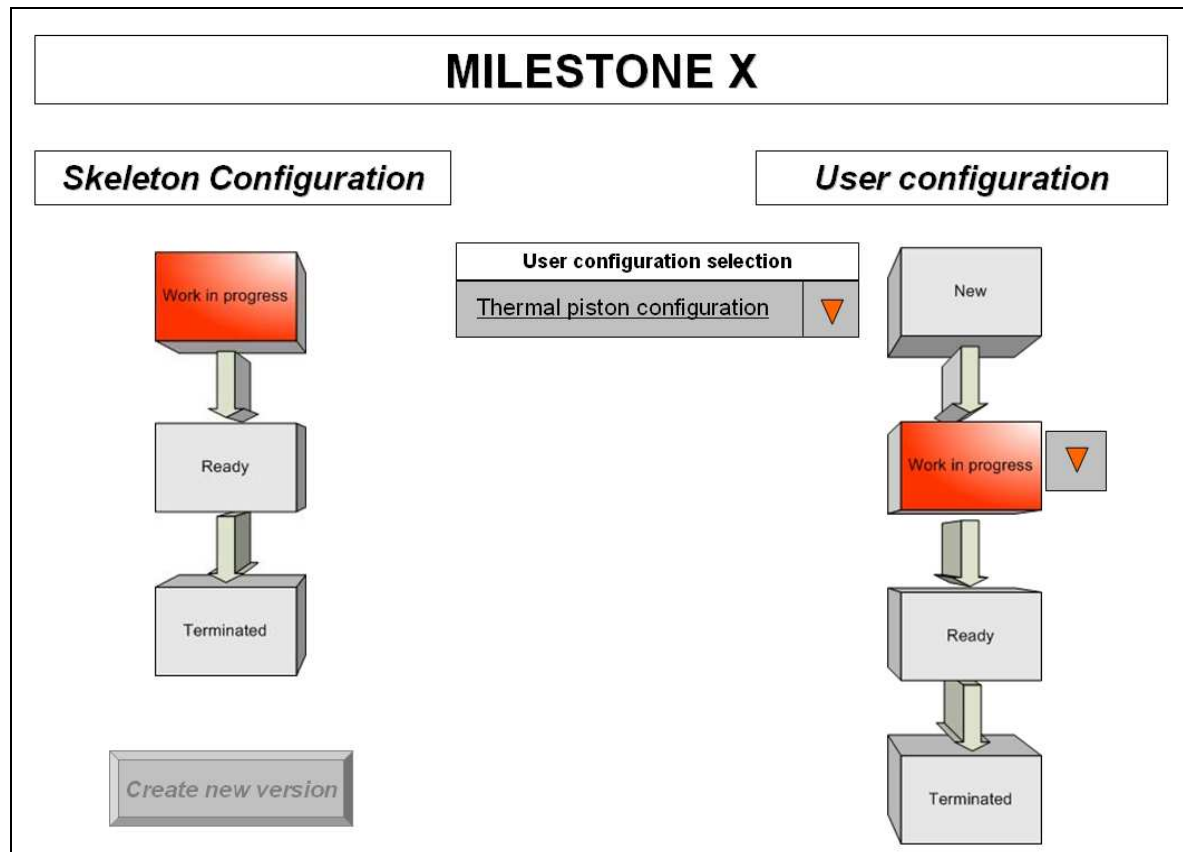 MILESTONE X
Skeleton Configuration
User configuration
Work in progress
Ready
Terminated
Create new version
User configuration selection
Thermal piston configuration
New
Work in progress
Ready
Terminated